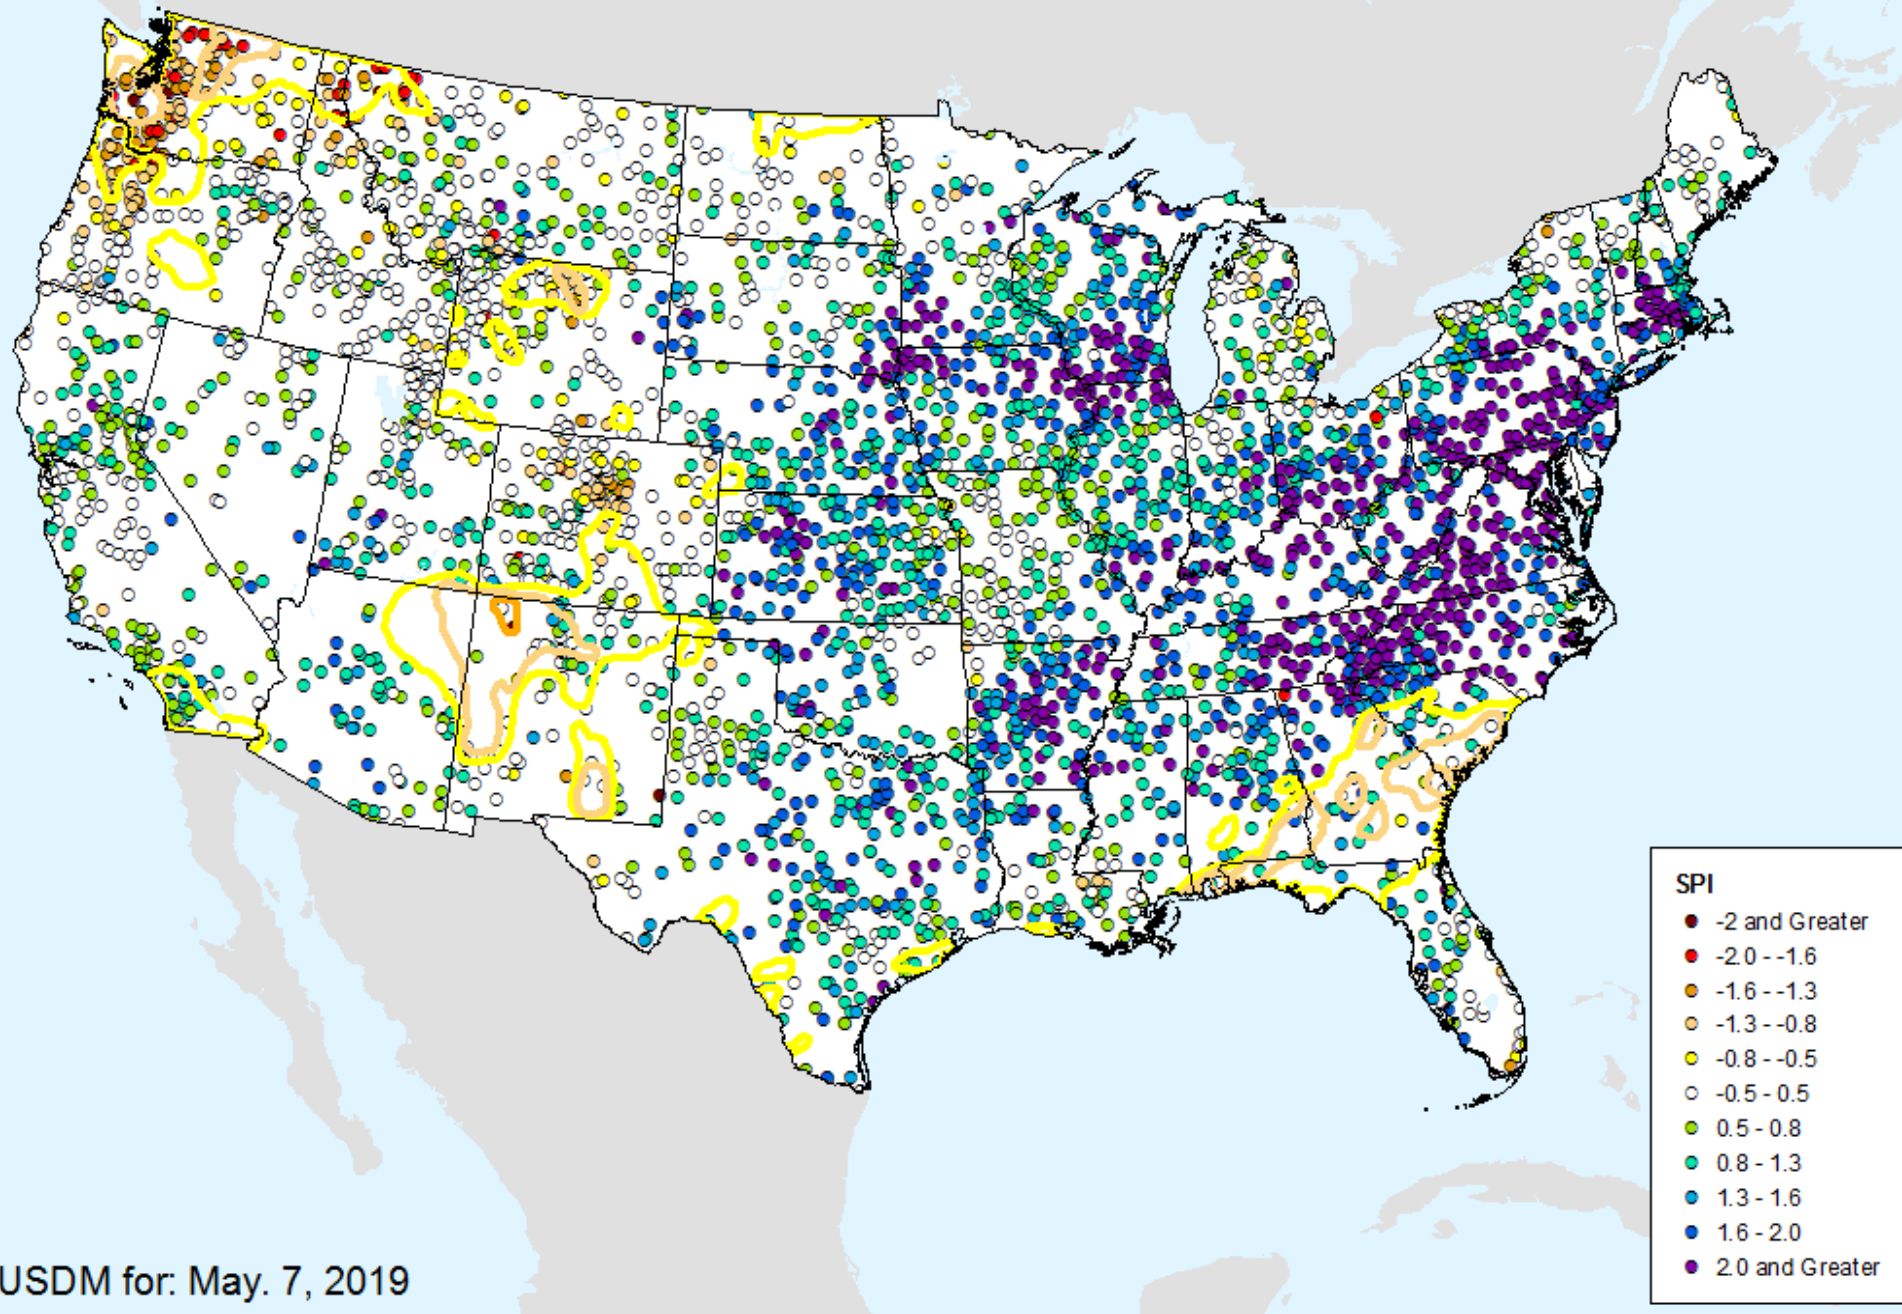 SPI
-2 and Greater
-2.0 - -1.6
-1.6 - -1.3
-1.3 - -0.8
-0.8 - -0.5
-0.5 - 0.5
0.5 - 0.8
0.8 - 1.3
1.3 - 1.6
1.6 - 2.0
2.0 and Greater
USDM for: May. 7, 2019